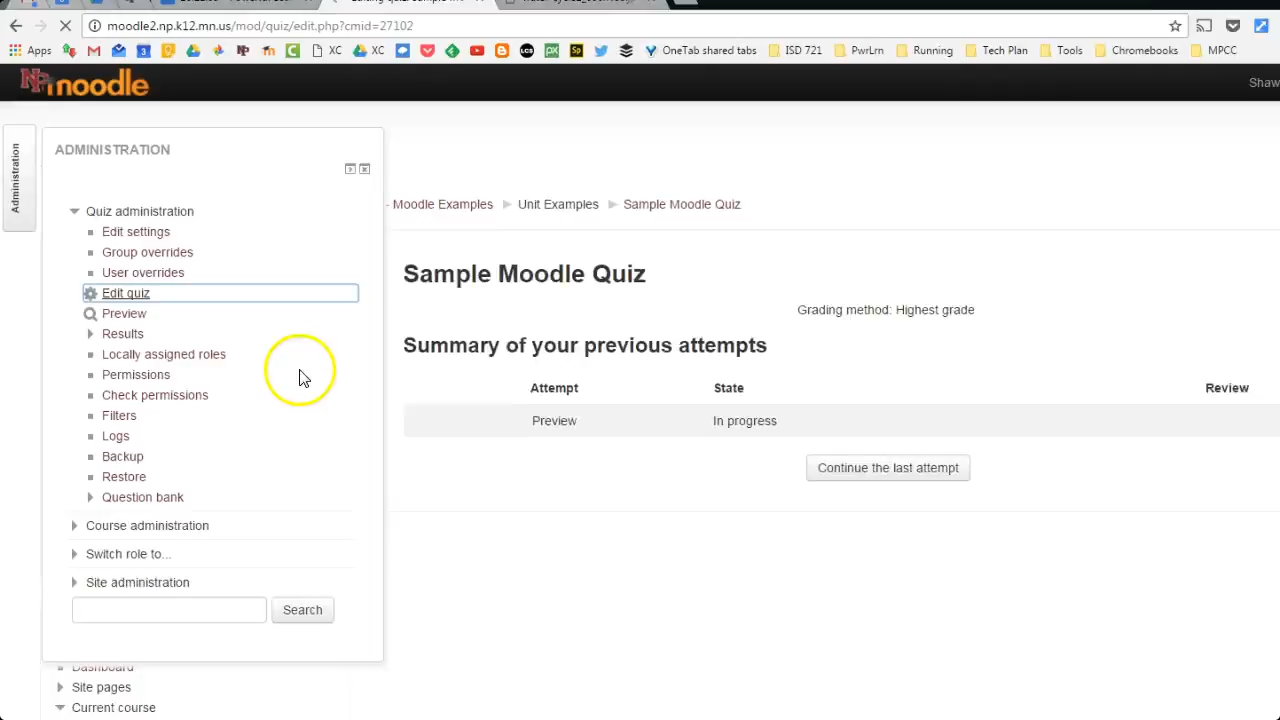 moodle2.np.k12.mn.us/mod/quiz/edit.php?cmid=27102
Apps XC XC OneTab shared tabs ISD 721 PwrLrn Running Tech Plan Tools Chromebooks MPCC
NP moodle
Shaw
Administration
ADMINISTRATION
Quiz administration
Edit settings
Group overrides
User overrides
Edit quiz
Preview
Results
Locally assigned roles
Permissions
Check permissions
Filters
Logs
Backup
Restore
Question bank
Course administration
Switch role to...
Site administration
Search
Dashboard
Site pages
Current course
- Moodle Examples Unit Examples Sample Moodle Quiz
Sample Moodle Quiz
Grading method: Highest grade
Summary of your previous attempts
Attempt State Review
Preview In progress
Continue the last attempt